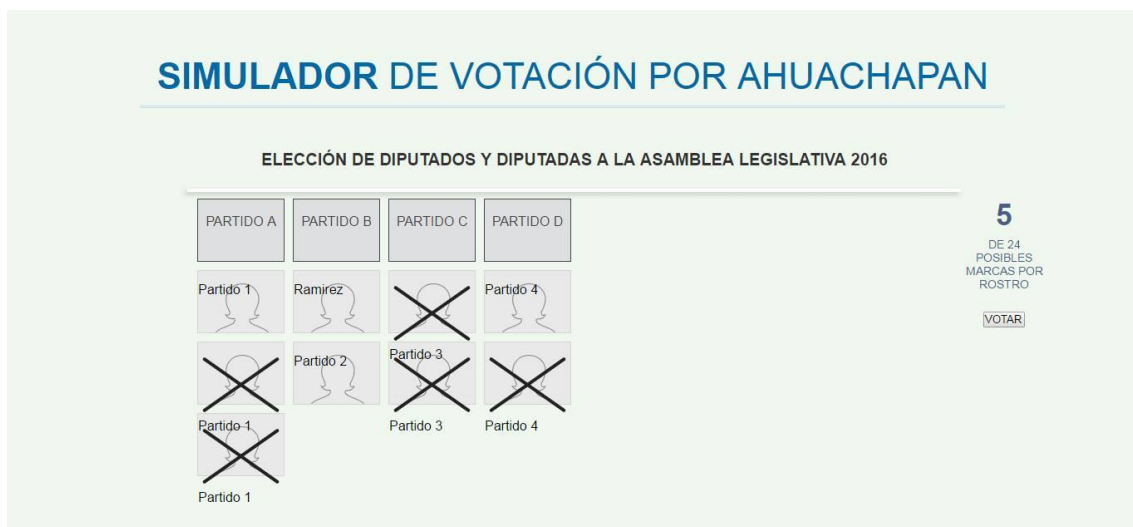 SIMULADOR DE VOTACIÓN POR AHUACHAPAN
ELECCIÓN DE DIPUTADOS Y DIPUTADAS A LA ASAMBLEA LEGISLATIVA 2016
PARTIDO A PARTIDO B PARTIDO C PARTIDO D
5
DE 24
POSIBLES
MARCAS POR
ROSTRO
VOTAR
Partido 1 Ramirez Partido 4
Partido 2 Partido 3
Partido 1 Partido 3 Partido 4
Partido 1